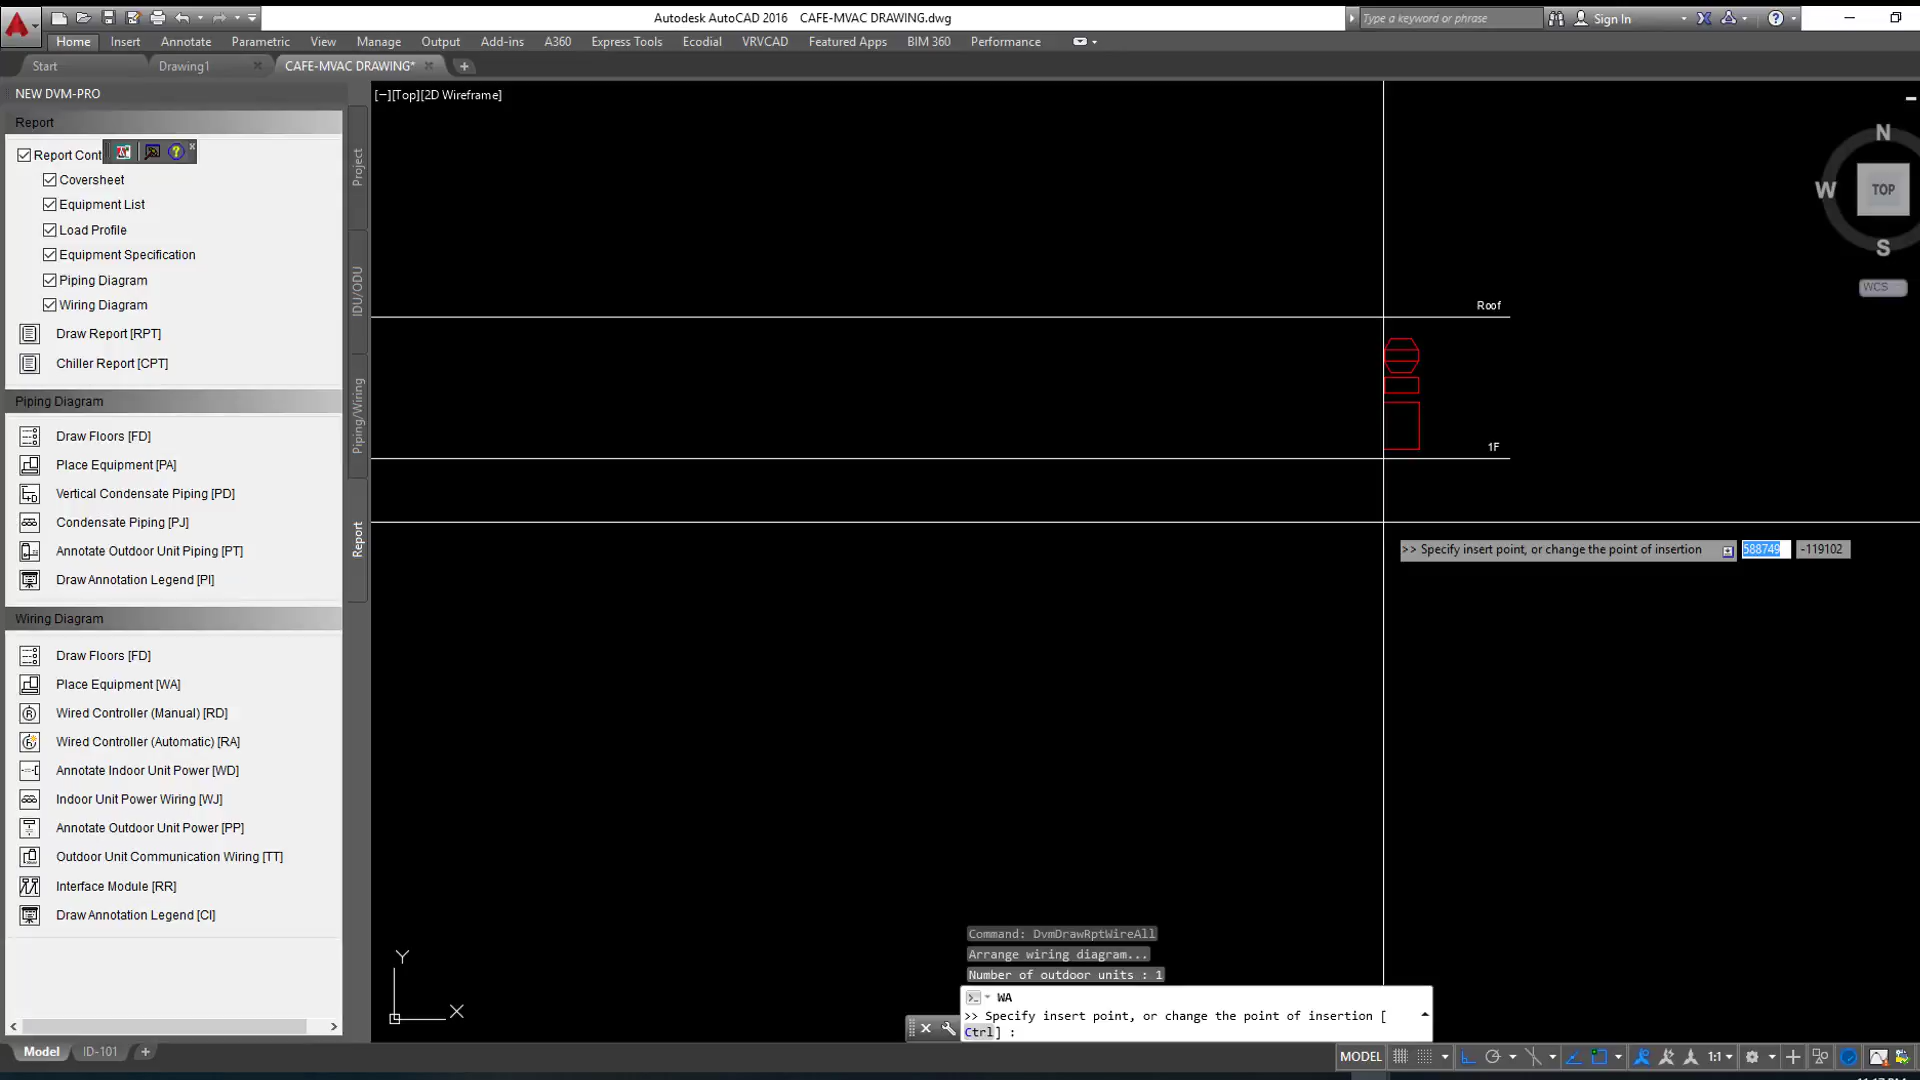 Autodesk AutoCAD 2016 CAFE-MVAC DRAWING.dwg
Type a keyword or phrase
Sign In
Home Insert Annotate Parametric View Manage Output Add-ins A360 Express Tools Ecodial VRVCAD Featured Apps BIM 360 Performance
Start Drawing1 CAFE-MVAC DRAWING*
NEW DVM-PRO
[−][Top][2D Wireframe]
Report
Report Cont
Coversheet
Equipment List
Load Profile
Equipment Specification
Piping Diagram
Wiring Diagram
Draw Report [RPT]
Chiller Report [CPT]
Piping Diagram
Draw Floors [FD]
Place Equipment [PA]
Vertical Condensate Piping [PD]
Condensate Piping [PJ]
Annotate Outdoor Unit Piping [PT]
Draw Annotation Legend [PI]
Wiring Diagram
Draw Floors [FD]
Place Equipment [WA]
Wired Controller (Manual) [RD]
Wired Controller (Automatic) [RA]
Annotate Indoor Unit Power [WD]
Indoor Unit Power Wiring [WJ]
Annotate Outdoor Unit Power [PP]
Outdoor Unit Communication Wiring [TT]
Interface Module [RR]
Draw Annotation Legend [CI]
Project
IDU/ODU
Piping/Wiring
Report
N
W
TOP
S
WCS
Roof
1F
>> Specify insert point, or change the point of insertion 588749 -119102
Y
X
Command: DvmDrawRptWireAll
Arrange wiring diagram...
Number of outdoor units : 1
WA
>> Specify insert point, or change the point of insertion [
Ctrl] :
Model ID-101
MODEL 1:1